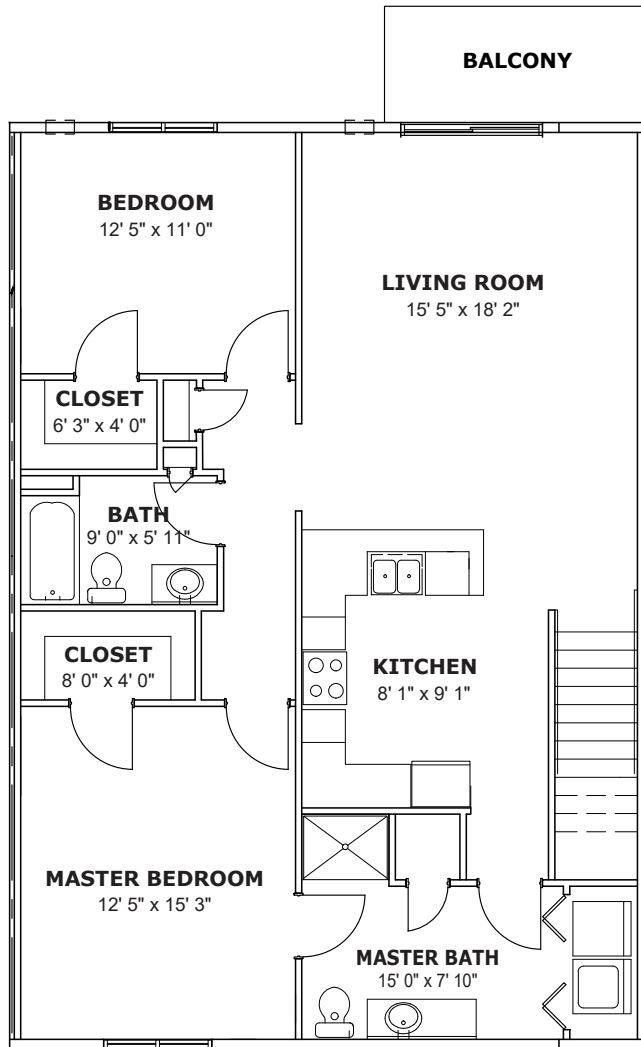 BALCONY
BEDROOM
12' 5" x 11' 0"
LIVING ROOM
15' 5" x 18' 2"
CLOSET
6' 3" x 4' 0"
BATH
9' 0" x 5' 11"
CLOSET
8' 0" x 4' 0"
KITCHEN
8' 1" x 9' 1"
MASTER BEDROOM
12' 5" x 15' 3"
MASTER BATH
15' 0" x 7' 10"